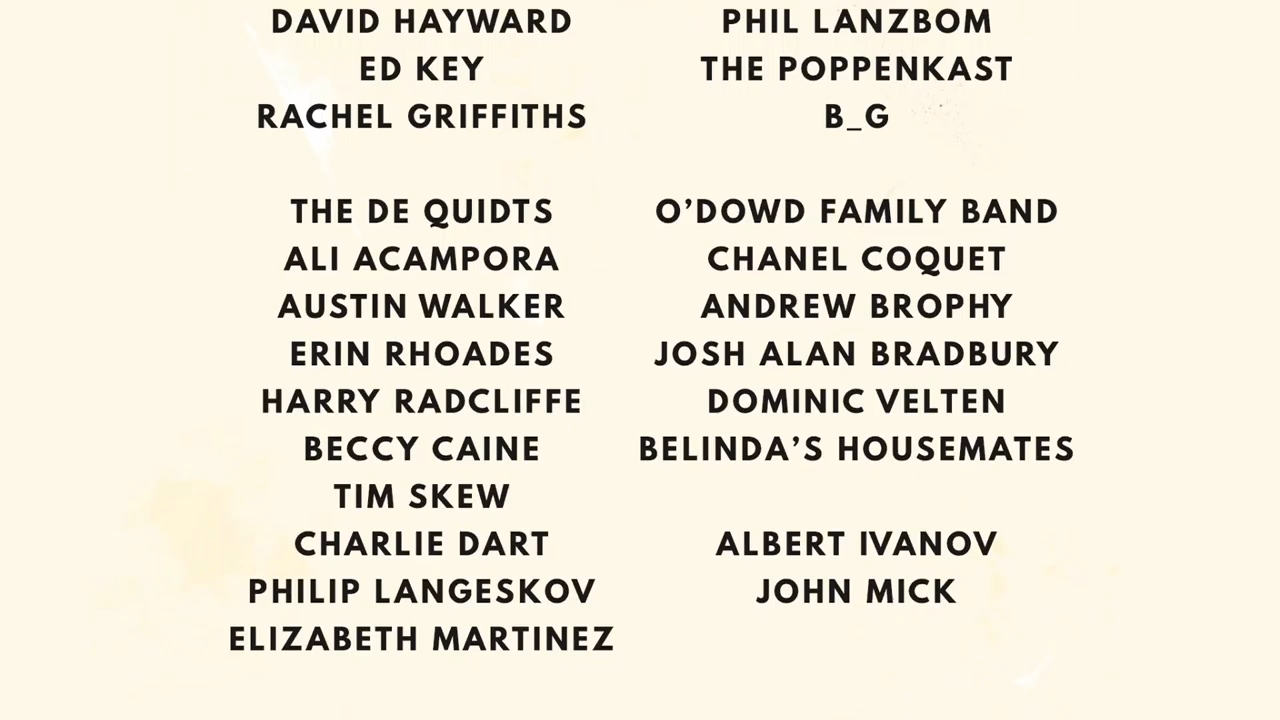 DAVID HAYWARD
ED KEY
RACHEL GRIFFITHS
THE DE QUIDTS
ALI ACAMPORA
AUSTIN WALKER
ERIN RHOADES
HARRY RADCLIFFE
BECCY CAINE
TIM SKEW
CHARLIE DART
PHILIP LANGESKOV
ELIZABETH MARTINEZ
PHIL LANZBOM
THE POPPENKAST
B_G
O’DOWD FAMILY BAND
CHANEL COQUET
ANDREW BROPHY
JOSH ALAN BRADBURY
DOMINIC VELTEN
BELINDA’S HOUSEMATES
ALBERT IVANOV
JOHN MICK